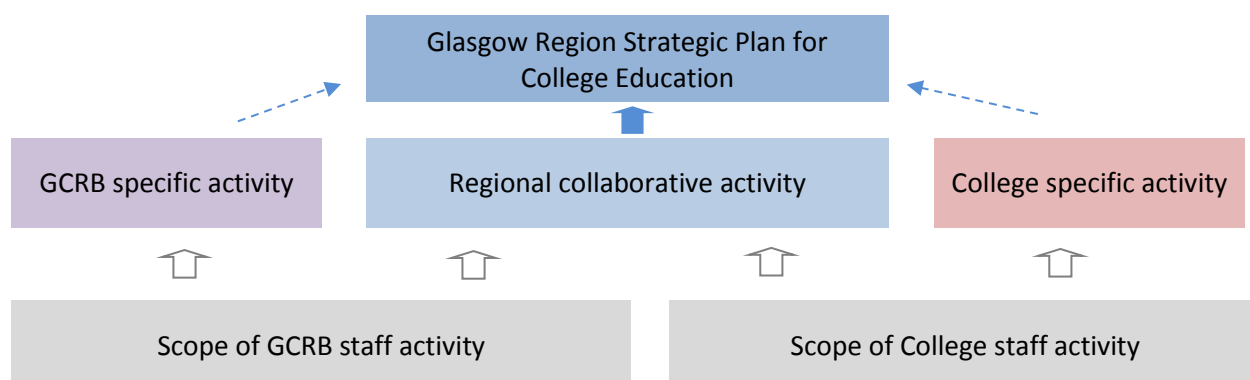 Glasgow Region Strategic Plan for
College Education
GCRB specific activity
Regional collaborative activity
College specific activity
Scope of GCRB staff activity
Scope of College staff activity